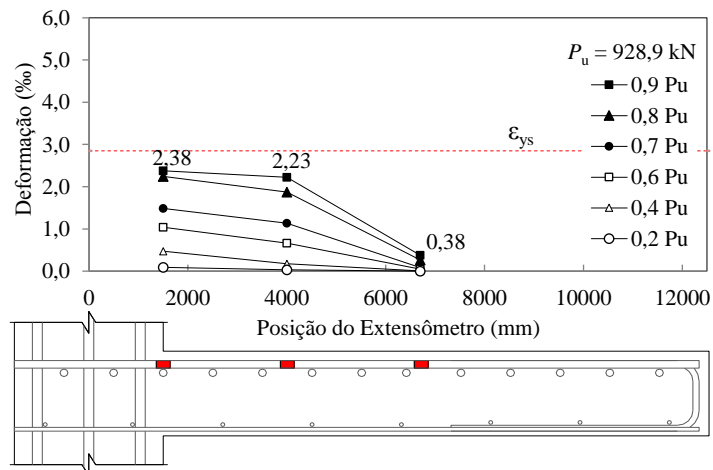 6,0
5,0
4,0
3,0
2,0
1,0
0,0
Deformação (‰)
Pu = 928,9 kN
0,9 Pu
0,8 Pu
0,7 Pu
0,6 Pu
0,4 Pu
0,2 Pu
εys
2,38
2,23
0,38
0 2000 4000 6000 8000 10000 12000
Posição do Extensômetro (mm)